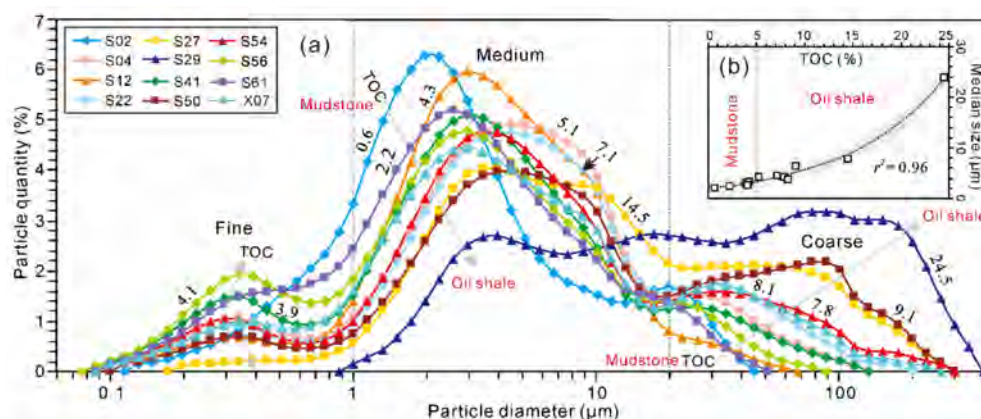 (a)
Medium
Fine
Coarse
S02 S27 S54
S04 S29 S56
S12 S41 S61
S22 S50 X07
Particle quantity (%)
7
6
5
4
3
2
1
0
0.1 1 10 100
Particle diameter (μm)
TOC
Mudstone
0.6
4.3
2.2
5.1
7.1
14.5
TOC
4.1
3.9
Oil shale
8.1
7.8
9.1
24.5
Oil shale
Mudstone TOC
(b)
0 5 10 15 20 25
TOC (%)
Mudstone
Oil shale
r²=0.96
30
20
10
0
Median size (μm)